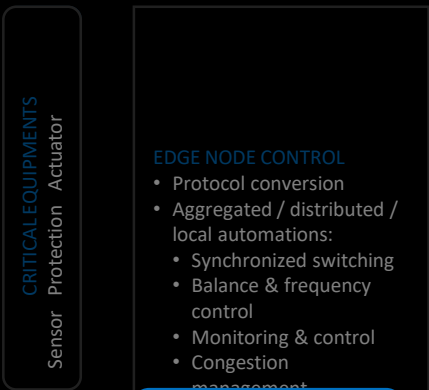 CRITICAL EQUIPMENTS
Sensor Protection Actuator
EDGE NODE CONTROL
• Protocol conversion
• Aggregated / distributed /
local automations:
• Synchronized switching
• Balance & frequency
control
• Monitoring & control
• Congestion
management